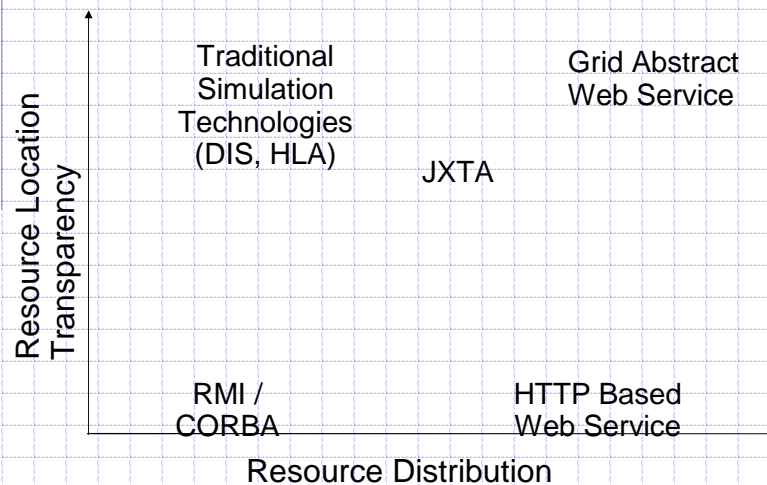 Resource Location
Transparency
Traditional
Simulation
Technologies
(DIS, HLA)
Grid Abstract
Web Service
JXTA
RMI /
CORBA
HTTP Based
Web Service
Resource Distribution